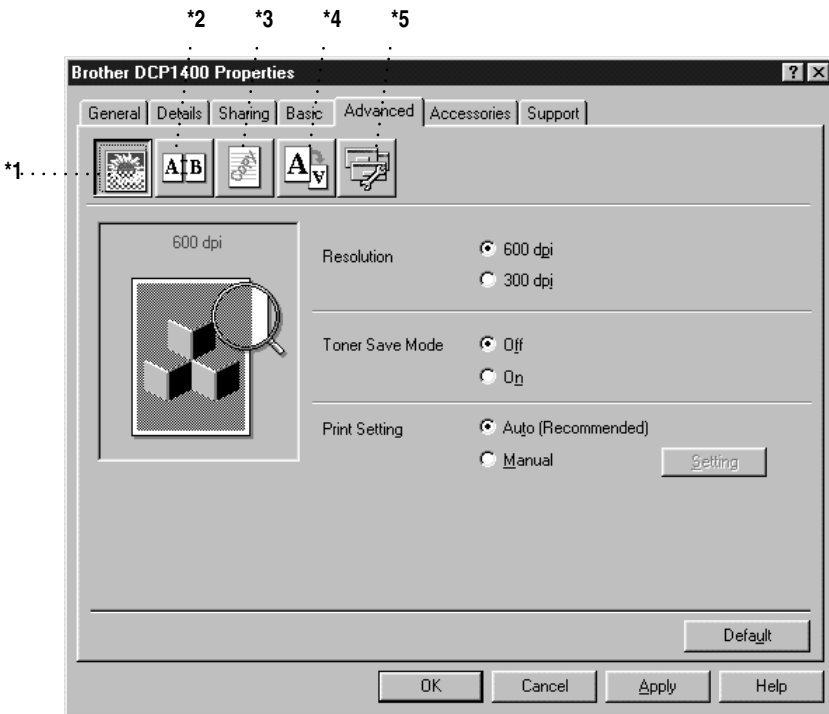 *2 *3 *4 *5
Brother DCP1400 Properties
General Details Sharing Basic Advanced Accessories Support
*1
A B COPY A A
600 dpi
Resolution
600 dpi
300 dpi
Toner Save Mode
Off
On
Print Setting
Auto (Recommended)
Manual
Setting
Default
OK Cancel Apply Help